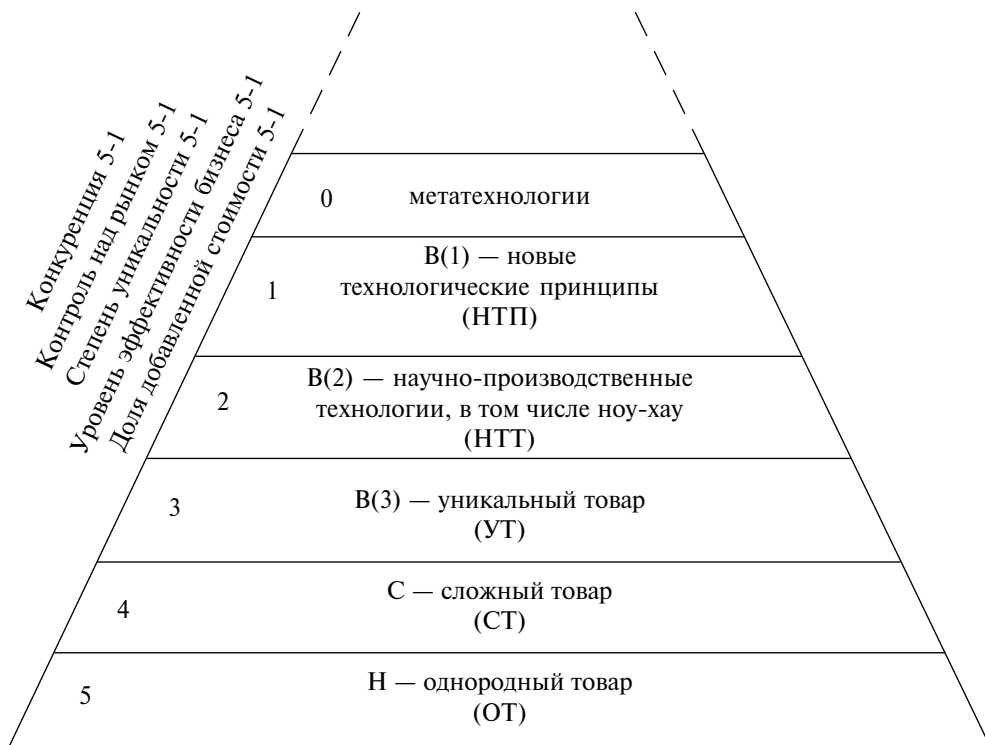 Конкуренция 5-1
Контроль над рынком 5-1
Степень уникальности 5-1
Уровень эффективности бизнеса 5-1
Доля добавленной стоимости 5-1
0 метатехнологии
В(1) — новые
1 технологические принципы
(НТП)
В(2) — научно-производственные
2 технологии, в том числе ноу-хау
(НТТ)
3 В(3) — уникальный товар
(УТ)
С — сложный товар
4 (СТ)
Н — однородный товар
5 (ОТ)